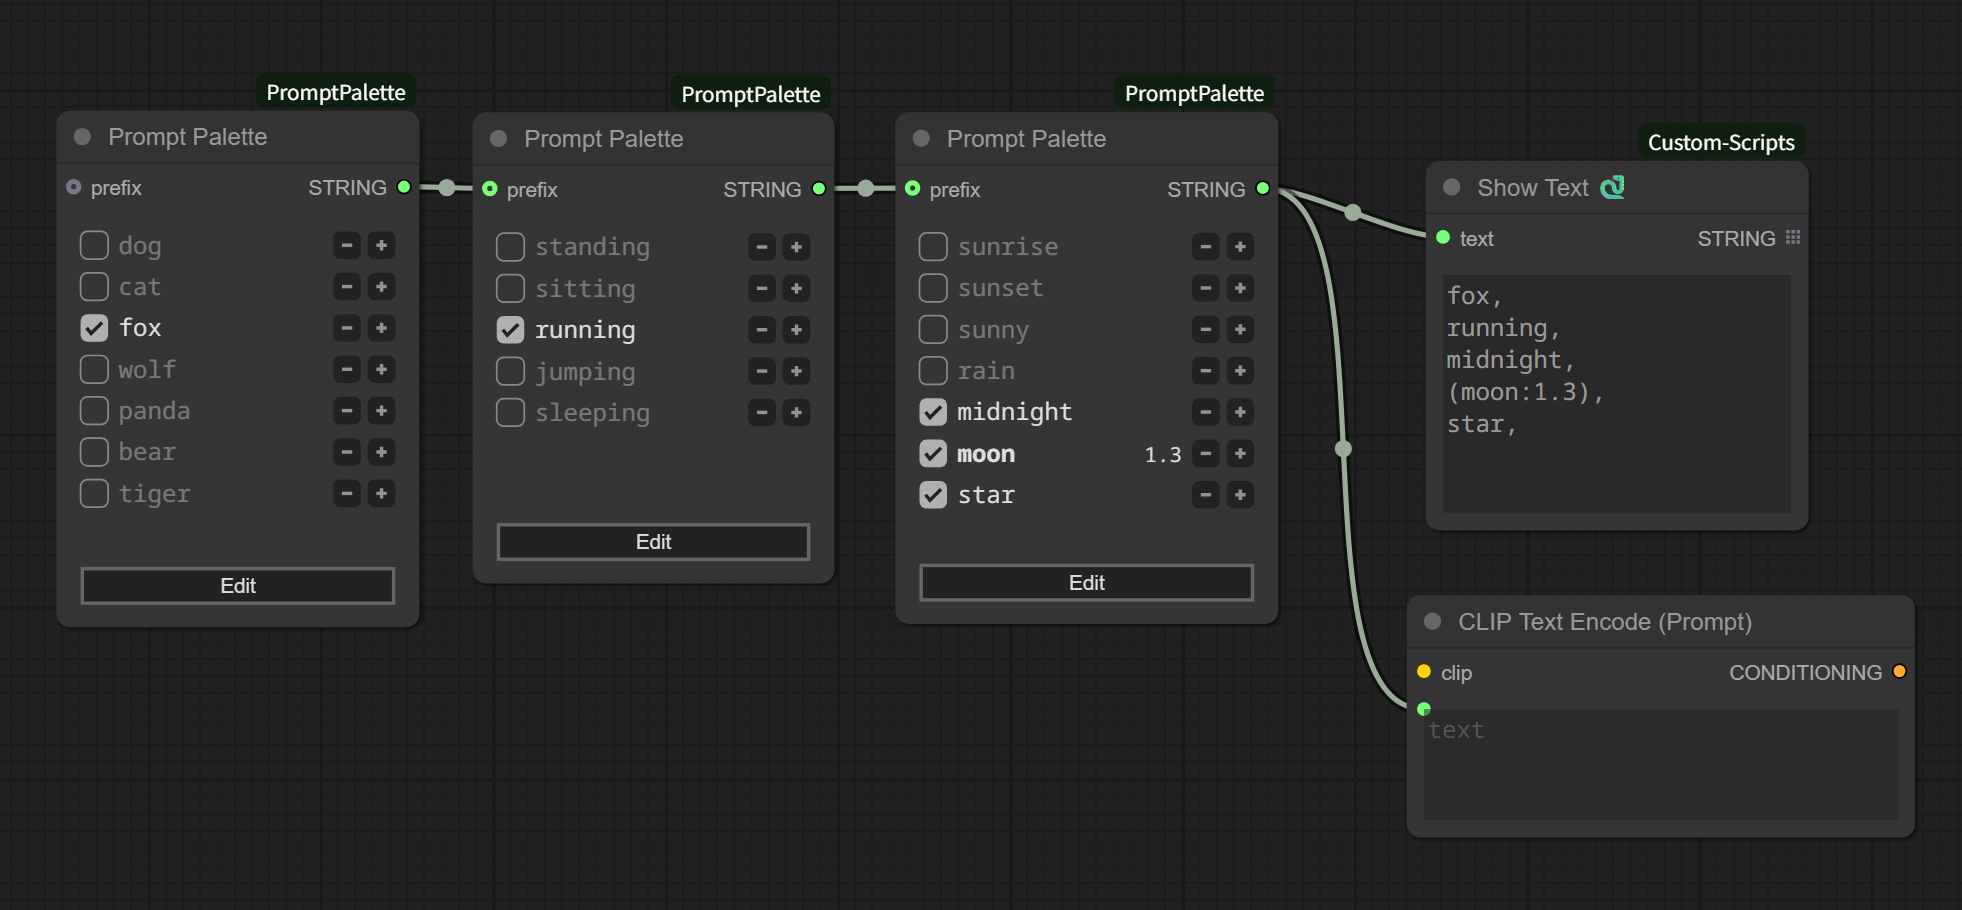 PromptPalette
Prompt Palette
prefix STRING
dog - +
cat - +
fox - +
wolf - +
panda - +
bear - +
tiger - +
Edit
PromptPalette
Prompt Palette
prefix STRING
standing - +
sitting - +
running - +
jumping - +
sleeping - +
Edit
PromptPalette
Prompt Palette
prefix STRING
sunrise - +
sunset - +
sunny - +
rain - +
midnight - +
moon 1.3 - +
star - +
Edit
Custom-Scripts
Show Text
text STRING
fox,
running,
midnight,
(moon:1.3),
star,
CLIP Text Encode (Prompt)
clip CONDITIONING
text